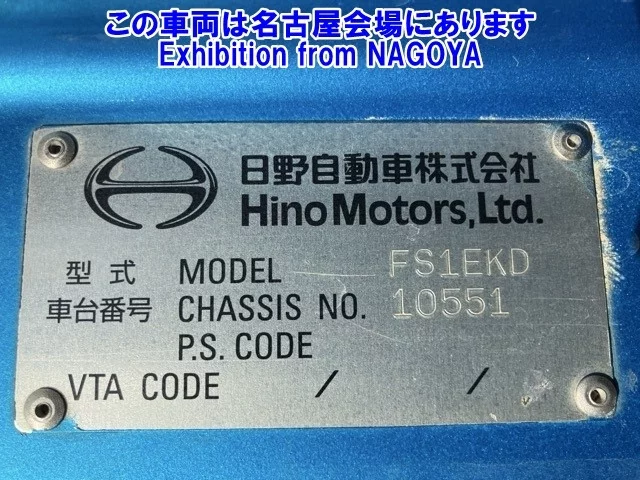 この車両は名古屋会場にあります
Exhibition from NAGOYA
日野自動車株式会社
Hino Motors, Ltd.
型式 MODEL FS1EKD
車台番号 CHASSIS NO. 10551
P.S. CODE
VTA CODE / /